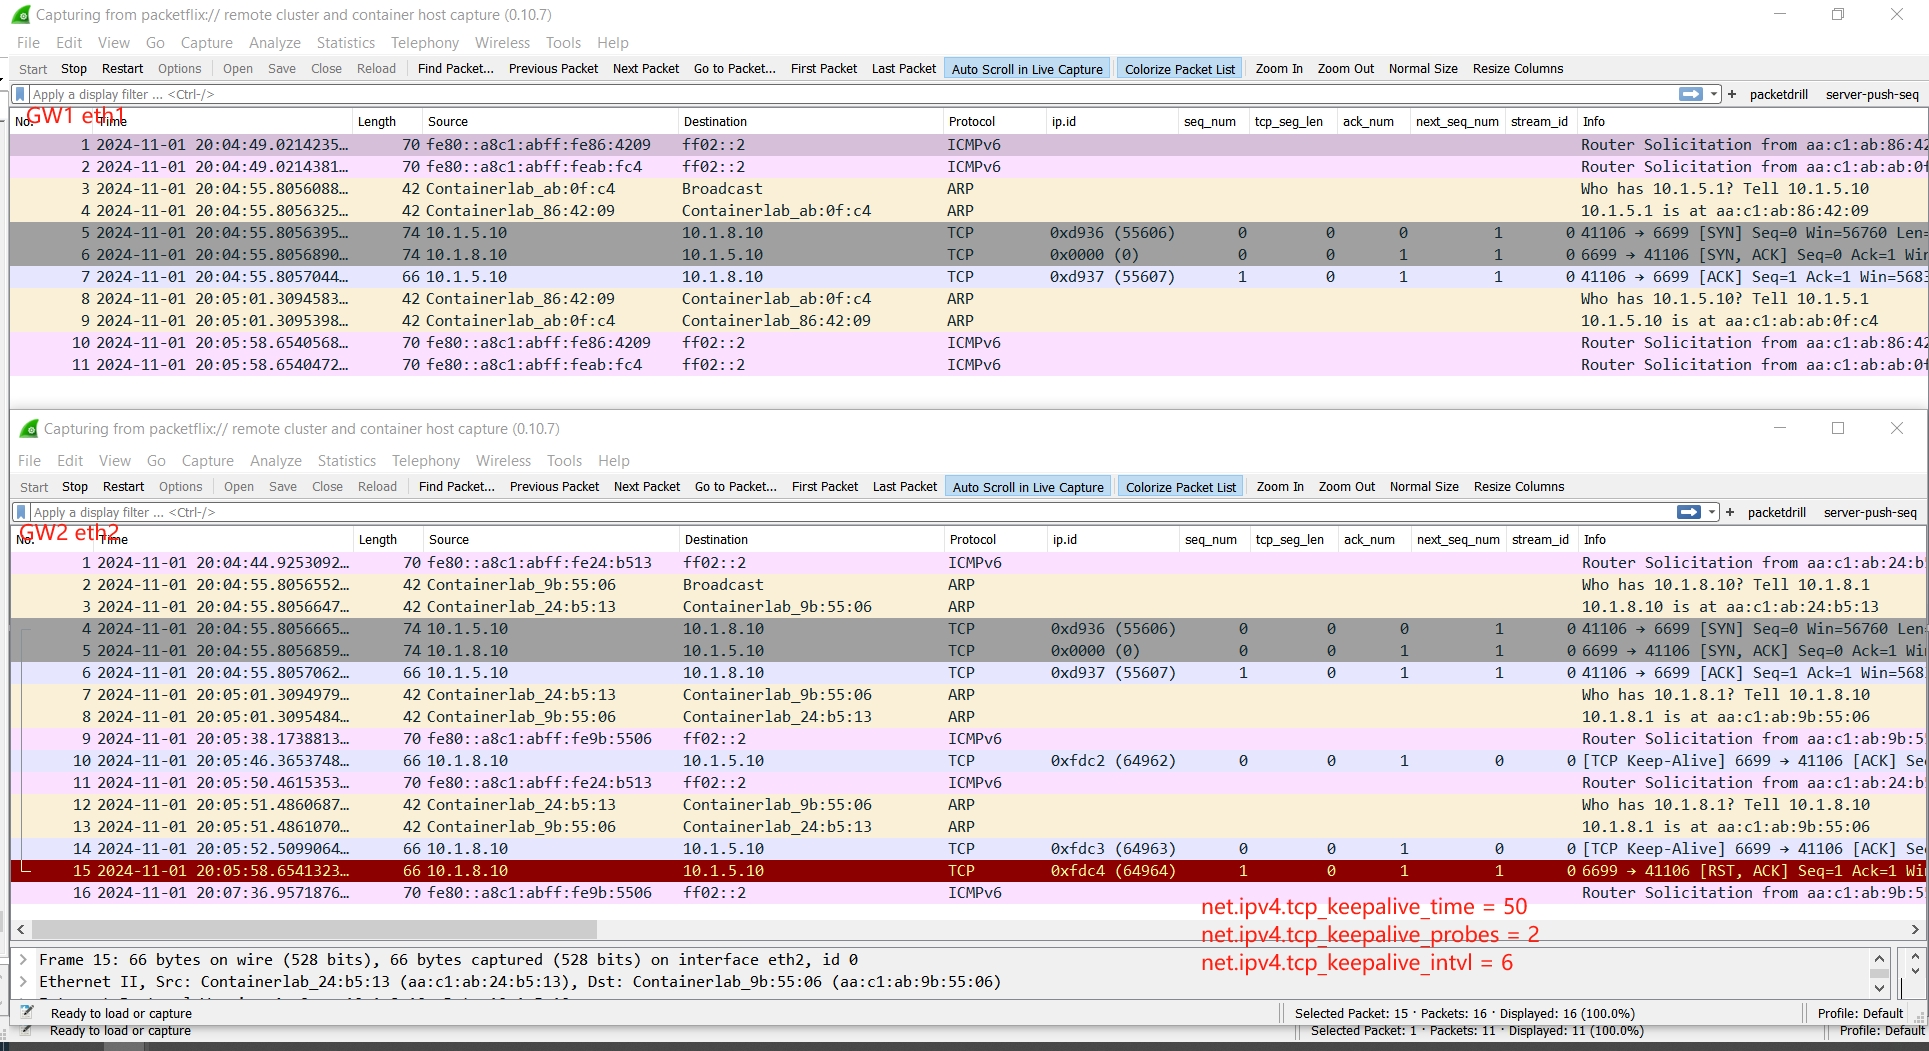 Capturing from packetflix:// remote cluster and container host capture (0.10.7)
File Edit View Go Capture Analyze Statistics Telephony Wireless Tools Help
Start Stop Restart Options Open Save Close Reload Find Packet... Previous Packet Next Packet Go to Packet... First Packet Last Packet Auto Scroll in Live Capture Colorize Packet List Zoom In Zoom Out Normal Size Resize Columns
Apply a display filter ... <Ctrl-/> + packetdrill server-push-seq
GW1 eth1
No. Time Length Source Destination Protocol ip.id seq_num tcp_seg_len ack_num next_seq_num stream_id Info
1 2024-11-01 20:04:49.0214235… 70 fe80::a8c1:abff:fe86:4209 ff02::2 ICMPv6 Router Solicitation from aa:c1:ab:86:42
2 2024-11-01 20:04:49.0214381… 70 fe80::a8c1:abff:feab:fc4 ff02::2 ICMPv6 Router Solicitation from aa:c1:ab:ab:0f
3 2024-11-01 20:04:55.8056088… 42 Containerlab_ab:0f:c4 Broadcast ARP Who has 10.1.5.1? Tell 10.1.5.10
4 2024-11-01 20:04:55.8056325… 42 Containerlab_86:42:09 Containerlab_ab:0f:c4 ARP 10.1.5.1 is at aa:c1:ab:86:42:09
5 2024-11-01 20:04:55.8056395… 74 10.1.5.10 10.1.8.10 TCP 0xd936 (55606) 0 0 0 1 0 41106 → 6699 [SYN] Seq=0 Win=56760 Len=
6 2024-11-01 20:04:55.8056890… 74 10.1.8.10 10.1.5.10 TCP 0x0000 (0) 0 0 1 1 0 6699 → 41106 [SYN, ACK] Seq=0 Ack=1 Win
7 2024-11-01 20:04:55.8057044… 66 10.1.5.10 10.1.8.10 TCP 0xd937 (55607) 1 0 1 1 0 41106 → 6699 [ACK] Seq=1 Ack=1 Win=5683
8 2024-11-01 20:05:01.3094583… 42 Containerlab_86:42:09 Containerlab_ab:0f:c4 ARP Who has 10.1.5.10? Tell 10.1.5.1
9 2024-11-01 20:05:01.3095398… 42 Containerlab_ab:0f:c4 Containerlab_86:42:09 ARP 10.1.5.10 is at aa:c1:ab:ab:0f:c4
10 2024-11-01 20:05:58.6540568… 70 fe80::a8c1:abff:fe86:4209 ff02::2 ICMPv6 Router Solicitation from aa:c1:ab:86:42
11 2024-11-01 20:05:58.6540472… 70 fe80::a8c1:abff:feab:fc4 ff02::2 ICMPv6 Router Solicitation from aa:c1:ab:ab:0f
Capturing from packetflix:// remote cluster and container host capture (0.10.7)
File Edit View Go Capture Analyze Statistics Telephony Wireless Tools Help
Start Stop Restart Options Open Save Close Reload Find Packet... Previous Packet Next Packet Go to Packet... First Packet Last Packet Auto Scroll in Live Capture Colorize Packet List Zoom In Zoom Out Normal Size Resize Columns
Apply a display filter ... <Ctrl-/> + packetdrill server-push-seq
GW2 eth2
No. Time Length Source Destination Protocol ip.id seq_num tcp_seg_len ack_num next_seq_num stream_id Info
1 2024-11-01 20:04:44.9253092… 70 fe80::a8c1:abff:fe24:b513 ff02::2 ICMPv6 Router Solicitation from aa:c1:ab:24:b
2 2024-11-01 20:04:55.8056552… 42 Containerlab_9b:55:06 Broadcast ARP Who has 10.1.8.10? Tell 10.1.8.1
3 2024-11-01 20:04:55.8056647… 42 Containerlab_24:b5:13 Containerlab_9b:55:06 ARP 10.1.8.10 is at aa:c1:ab:24:b5:13
4 2024-11-01 20:04:55.8056665… 74 10.1.5.10 10.1.8.10 TCP 0xd936 (55606) 0 0 0 1 0 41106 → 6699 [SYN] Seq=0 Win=56760 Len
5 2024-11-01 20:04:55.8056859… 74 10.1.8.10 10.1.5.10 TCP 0x0000 (0) 0 0 1 1 0 6699 → 41106 [SYN, ACK] Seq=0 Ack=1 Wi
6 2024-11-01 20:04:55.8057062… 66 10.1.5.10 10.1.8.10 TCP 0xd937 (55607) 1 0 1 1 0 41106 → 6699 [ACK] Seq=1 Ack=1 Win=568
7 2024-11-01 20:05:01.3094979… 42 Containerlab_24:b5:13 Containerlab_9b:55:06 ARP Who has 10.1.8.1? Tell 10.1.8.10
8 2024-11-01 20:05:01.3095484… 42 Containerlab_9b:55:06 Containerlab_24:b5:13 ARP 10.1.8.1 is at aa:c1:ab:9b:55:06
9 2024-11-01 20:05:38.1738813… 70 fe80::a8c1:abff:fe9b:5506 ff02::2 ICMPv6 Router Solicitation from aa:c1:ab:9b:5
10 2024-11-01 20:05:46.3653748… 66 10.1.8.10 10.1.5.10 TCP 0xfdc2 (64962) 0 0 1 0 0 [TCP Keep-Alive] 6699 → 41106 [ACK] Se
11 2024-11-01 20:05:50.4615353… 70 fe80::a8c1:abff:fe24:b513 ff02::2 ICMPv6 Router Solicitation from aa:c1:ab:24:b
12 2024-11-01 20:05:51.4860687… 42 Containerlab_24:b5:13 Containerlab_9b:55:06 ARP Who has 10.1.8.1? Tell 10.1.8.10
13 2024-11-01 20:05:51.4861070… 42 Containerlab_9b:55:06 Containerlab_24:b5:13 ARP 10.1.8.1 is at aa:c1:ab:9b:55:06
14 2024-11-01 20:05:52.5099064… 66 10.1.8.10 10.1.5.10 TCP 0xfdc3 (64963) 0 0 1 0 0 [TCP Keep-Alive] 6699 → 41106 [ACK] Se
15 2024-11-01 20:05:58.6541323… 66 10.1.8.10 10.1.5.10 TCP 0xfdc4 (64964) 1 0 1 1 0 6699 → 41106 [RST, ACK] Seq=1 Ack=1 Wi
16 2024-11-01 20:07:36.9571876… 70 fe80::a8c1:abff:fe9b:5506 ff02::2 ICMPv6 Router Solicitation from aa:c1:ab:9b:5
net.ipv4.tcp_keepalive_time = 50
net.ipv4.tcp_keepalive_probes = 2
net.ipv4.tcp_keepalive_intvl = 6
Frame 15: 66 bytes on wire (528 bits), 66 bytes captured (528 bits) on interface eth2, id 0
Ethernet II, Src: Containerlab_24:b5:13 (aa:c1:ab:24:b5:13), Dst: Containerlab_9b:55:06 (aa:c1:ab:9b:55:06)
Ready to load or capture Selected Packet: 15 · Packets: 16 · Displayed: 16 (100.0%) Profile: Default
Ready to load or capture Selected Packet: 1 · Packets: 11 · Displayed: 11 (100.0%) Profile: Default